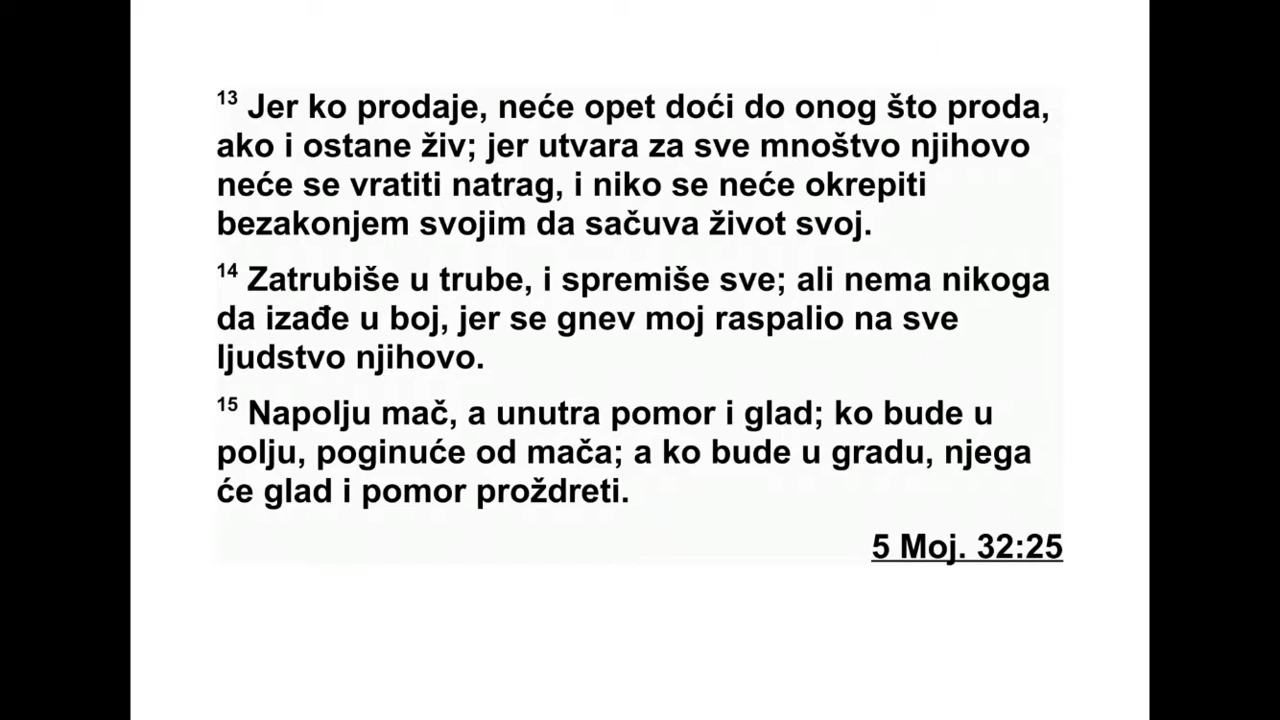 13 Jer ko prodaje, neće opet doći do onog što proda,
ako i ostane živ; jer utvara za sve mnoštvo njihovo
neće se vratiti natrag, i niko se neće okrepiti
bezakonjem svojim da sačuva život svoj.
14 Zatrubiše u trube, i spremiše sve; ali nema nikoga
da izađe u boj, jer se gnev moj raspalio na sve
ljudstvo njihovo.
15 Napolju mač, a unutra pomor i glad; ko bude u
polju, poginuće od mača; a ko bude u gradu, njega
će glad i pomor proždreti.
5 Moj. 32:25